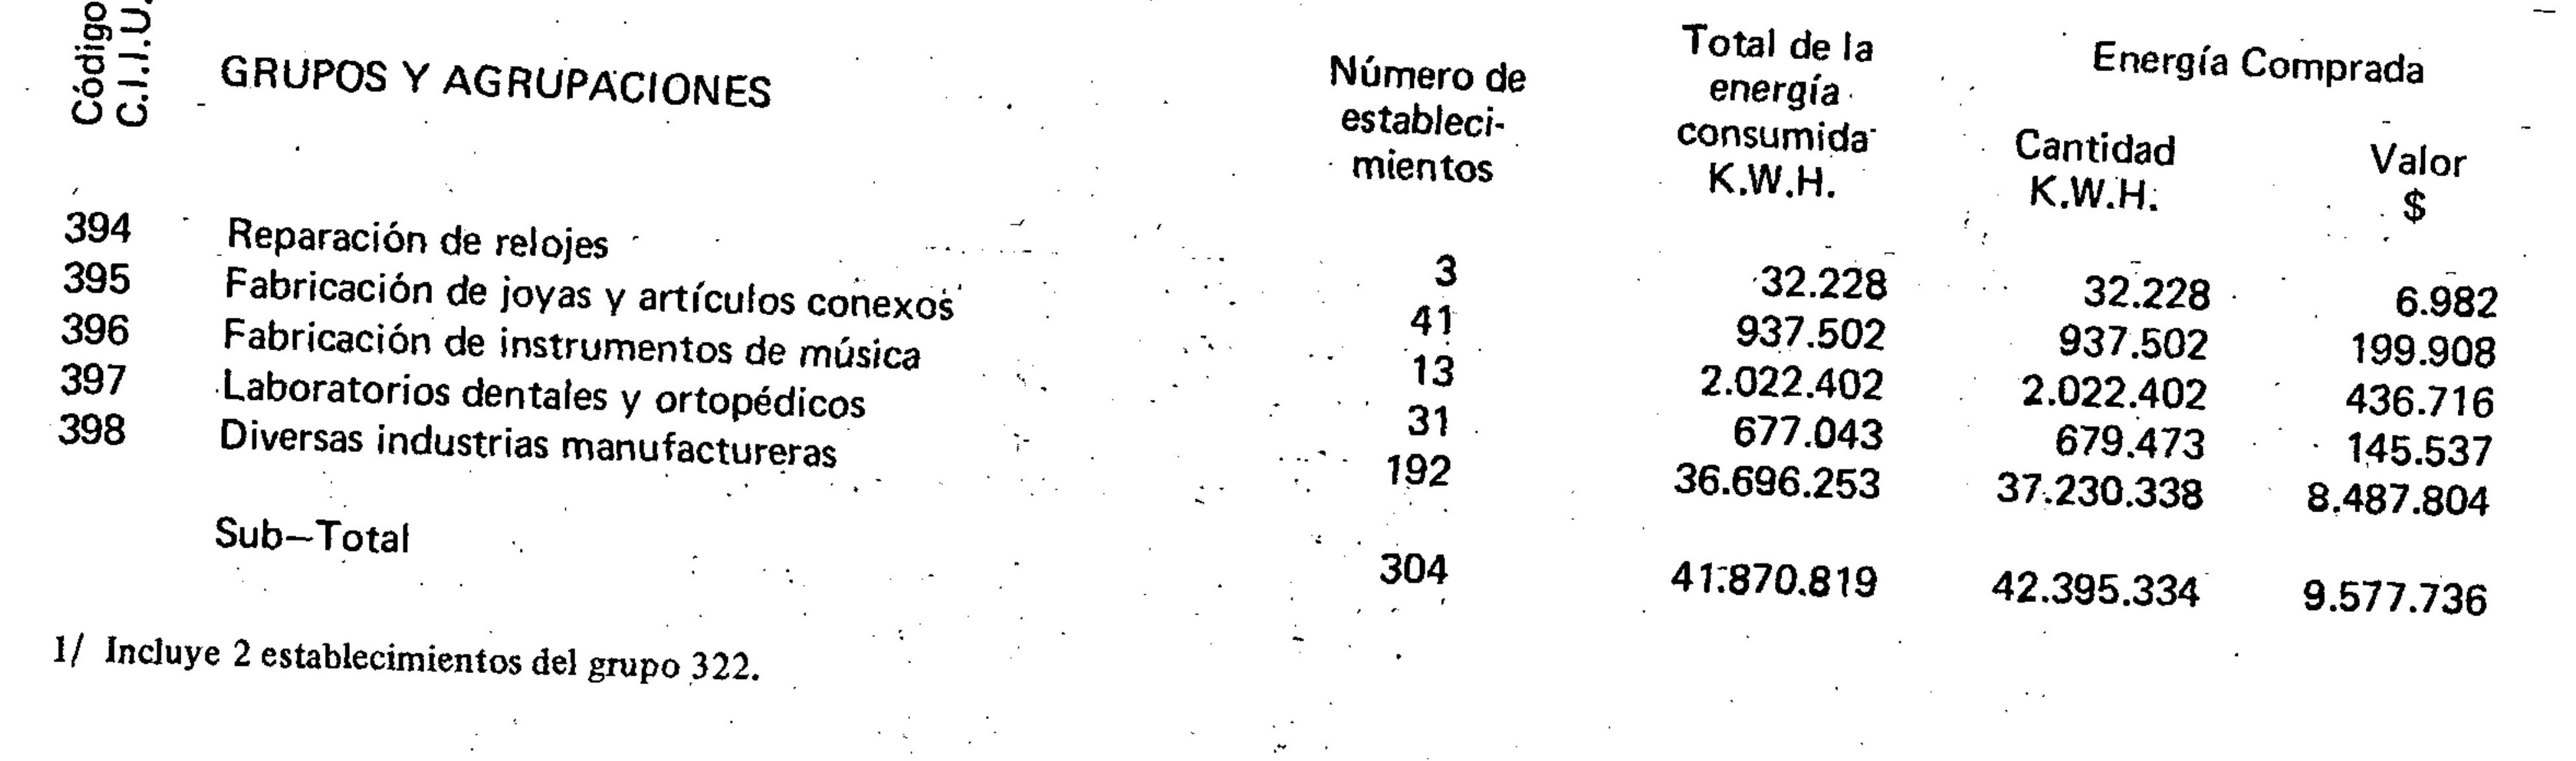 Código C.I.I.U. GRUPOS Y AGRUPACIONES Número de estableci- mientos Total de la energía consumida K.W.H. Energía Comprada
Cantidad K.W.H. Valor $
394 Reparación de relojes 3 32.228 32.228 6.982
395 Fabricación de joyas y artículos conexos 41 937.502 937.502 199.908
396 Fabricación de instrumentos de música 13 2.022.402 2.022.402 436.716
397 Laboratorios dentales y ortopédicos 31 677.043 679.473 145.537
398 Diversas industrias manufactureras 192 36.696.253 37.230.338 8.487.804
Sub—Total 304 41.870.819 42.395.334 9.577.736
1/ Incluye 2 establecimientos del grupo 322.